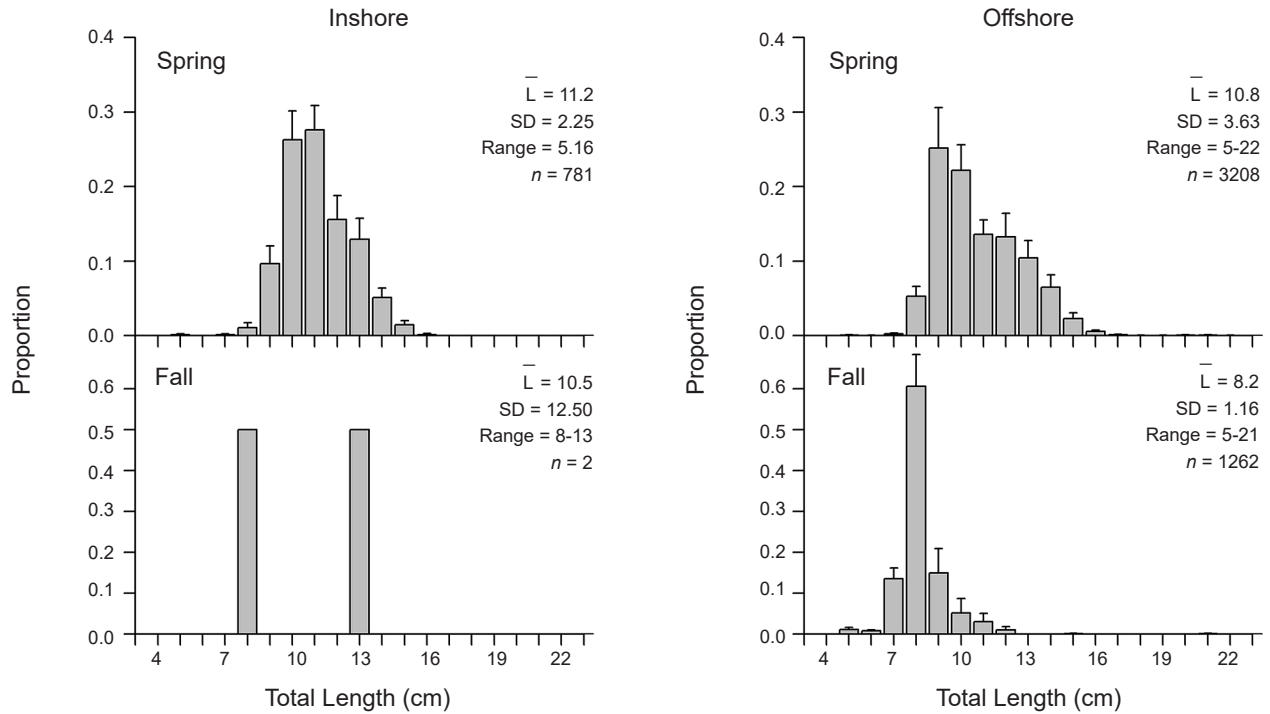 Inshore
Offshore
0.4
0.3
0.2
0.1
0.0
Spring
L = 11.2
SD = 2.25
Range = 5.16
n = 781
0.4
0.3
0.2
0.1
0.0
Spring
L = 10.8
SD = 3.63
Range = 5-22
n = 3208
Proportion
Proportion
0.6
0.5
0.4
0.3
0.2
0.1
0.0
Fall
L = 10.5
SD = 12.50
Range = 8-13
n = 2
0.6
0.5
0.4
0.3
0.2
0.1
0.0
Fall
L = 8.2
SD = 1.16
Range = 5-21
n = 1262
4 7 10 13 16 19 22
4 7 10 13 16 19 22
Total Length (cm)
Total Length (cm)